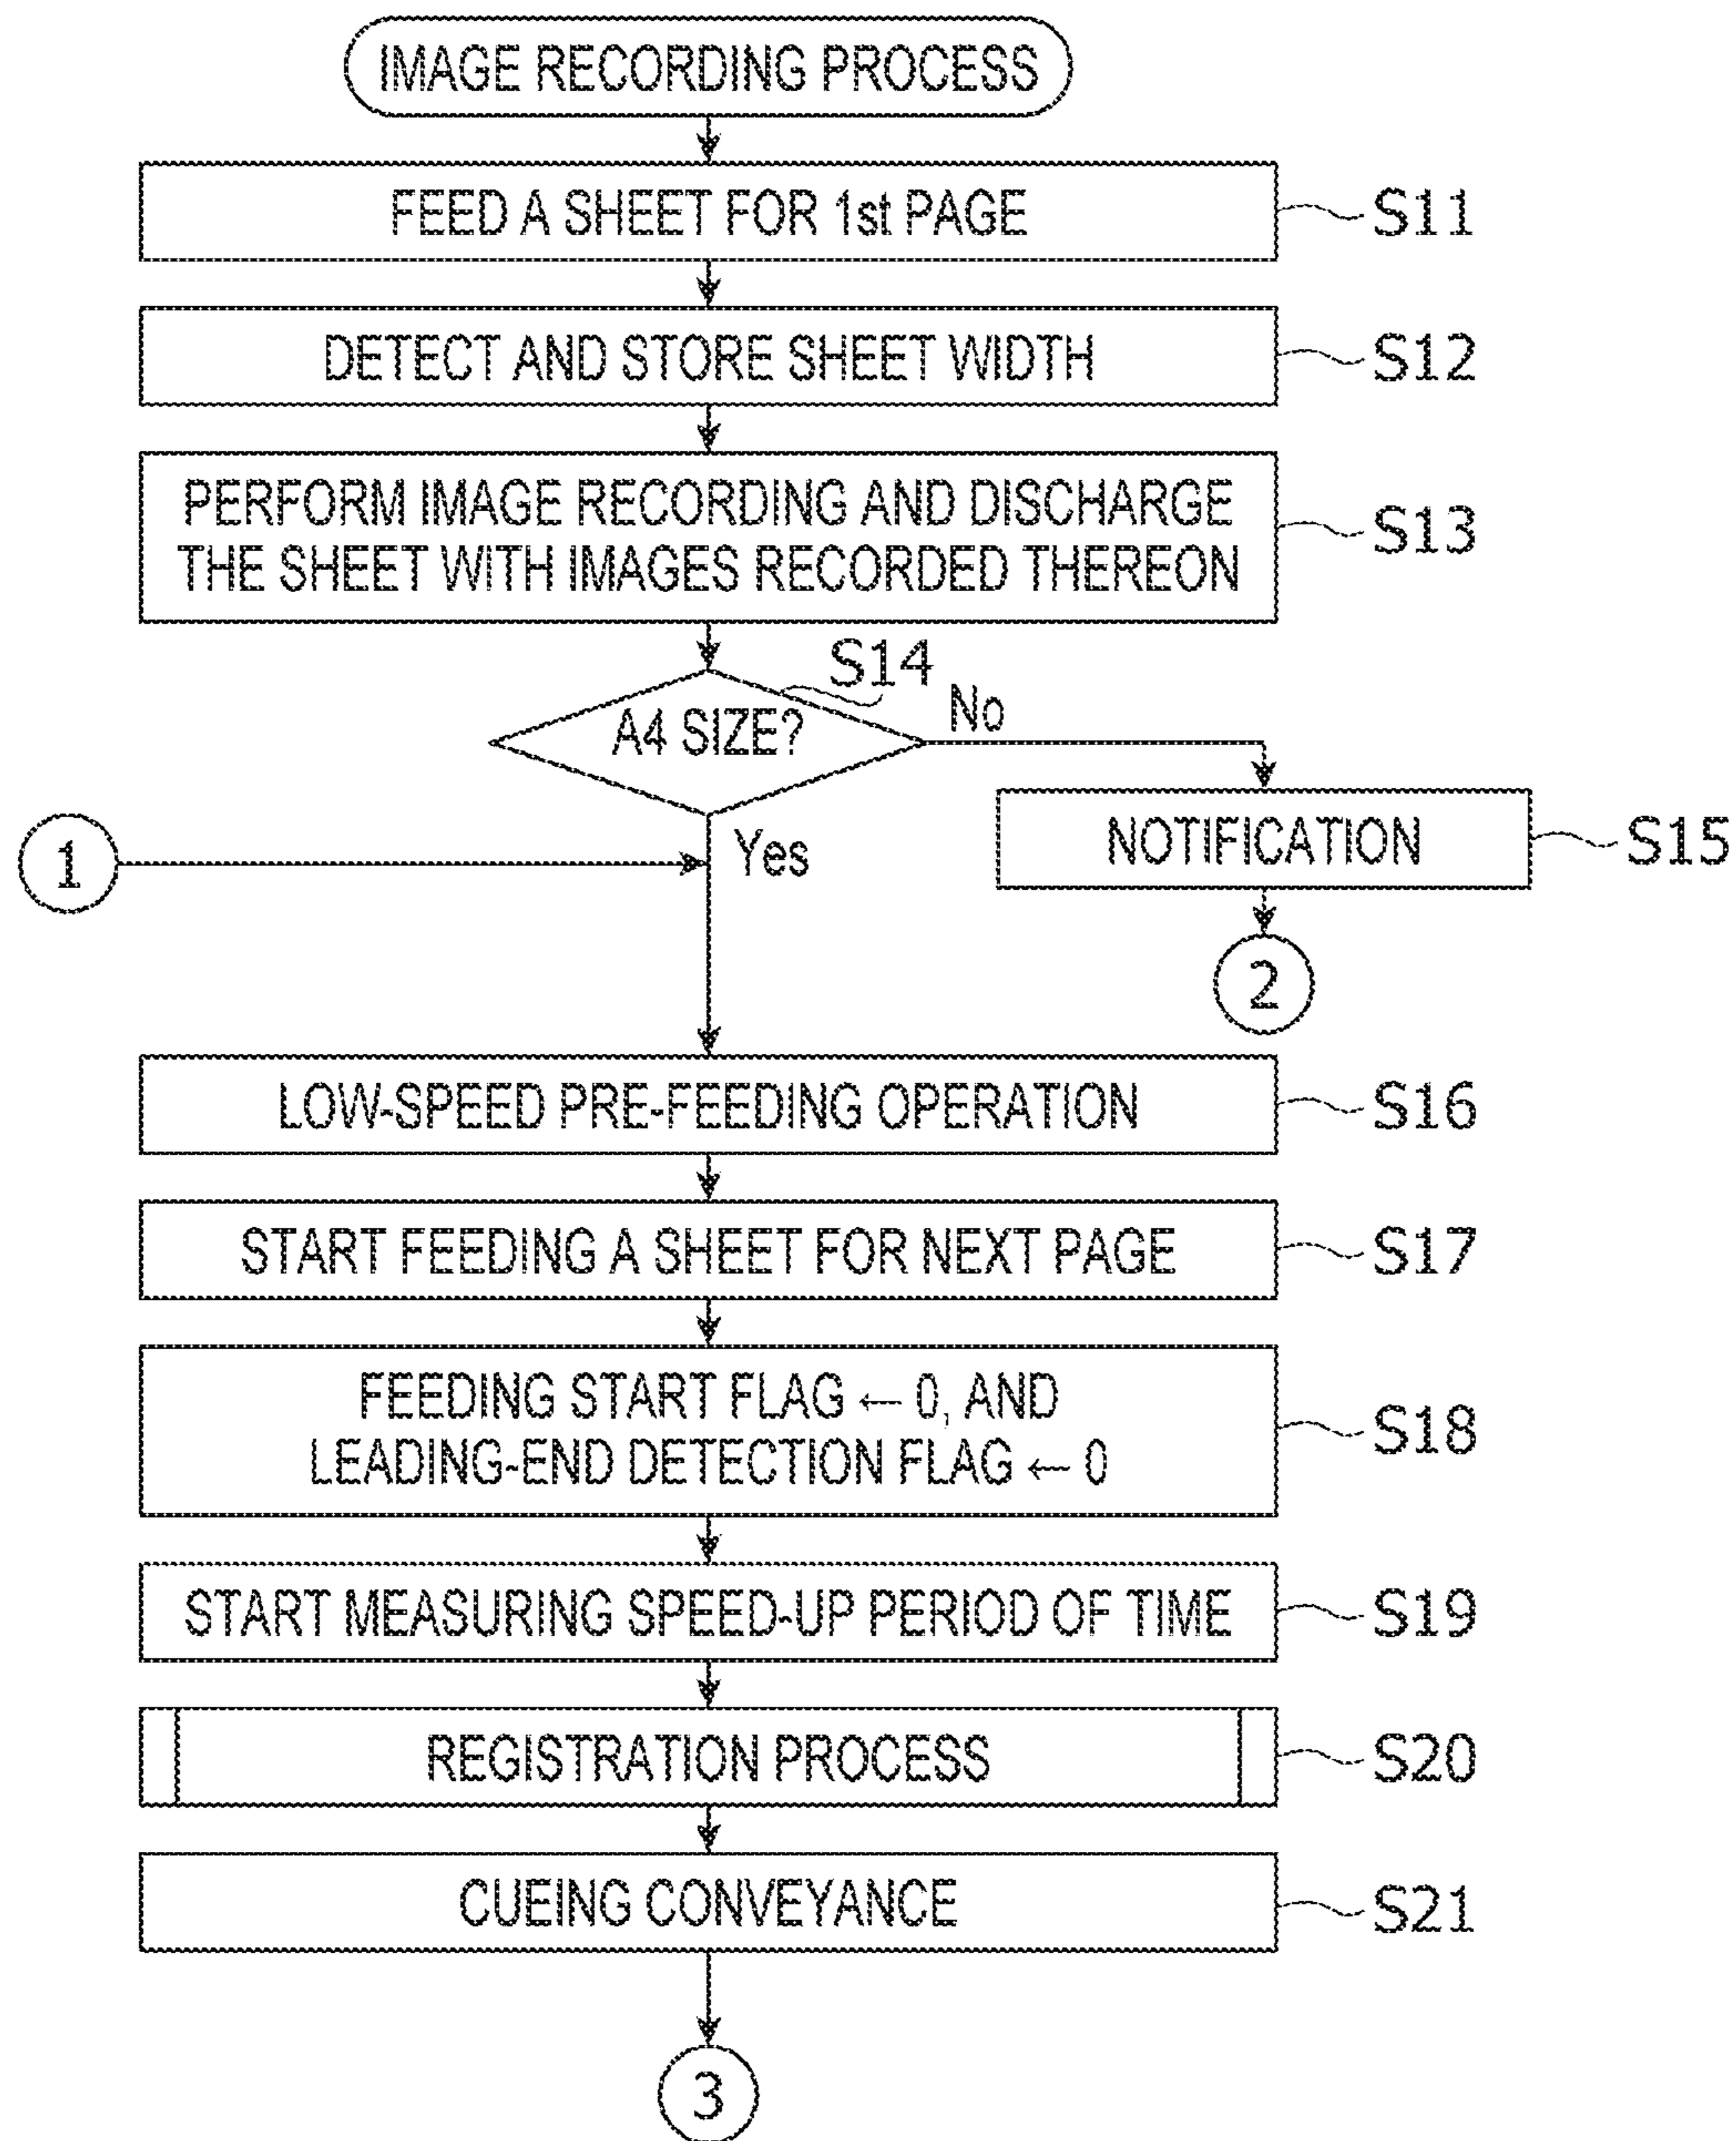 IMAGE RECORDING PROCESS
FEED A SHEET FOR 1st PAGE
S11
DETECT AND STORE SHEET WIDTH
S12
PERFORM IMAGE RECORDING AND DISCHARGE
THE SHEET WITH IMAGES RECORDED THEREON
S13
S14
A4 SIZE?
No
NOTIFICATION
S15
1
Yes
2
LOW-SPEED PRE-FEEDING OPERATION
S16
START FEEDING A SHEET FOR NEXT PAGE
S17
FEEDING START FLAG ← 0, AND
LEADING-END DETECTION FLAG ← 0
S18
START MEASURING SPEED-UP PERIOD OF TIME
S19
REGISTRATION PROCESS
S20
CUEING CONVEYANCE
S21
3